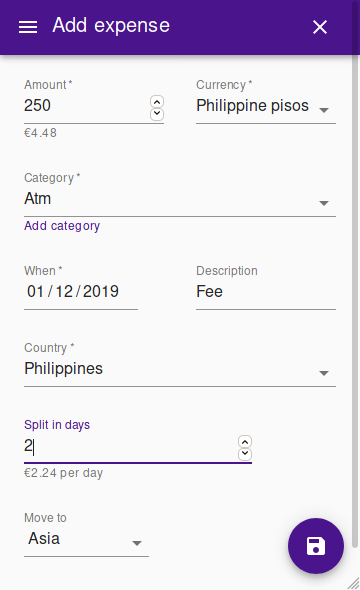 Add expense
Amount *
Currency *
250
Philippine pisos
€4.48
Category *
Atm
Add category
When *
Description
01 / 12 / 2019
Fee
Country *
Philippines
Split in days
2
€2.24 per day
Move to
Asia